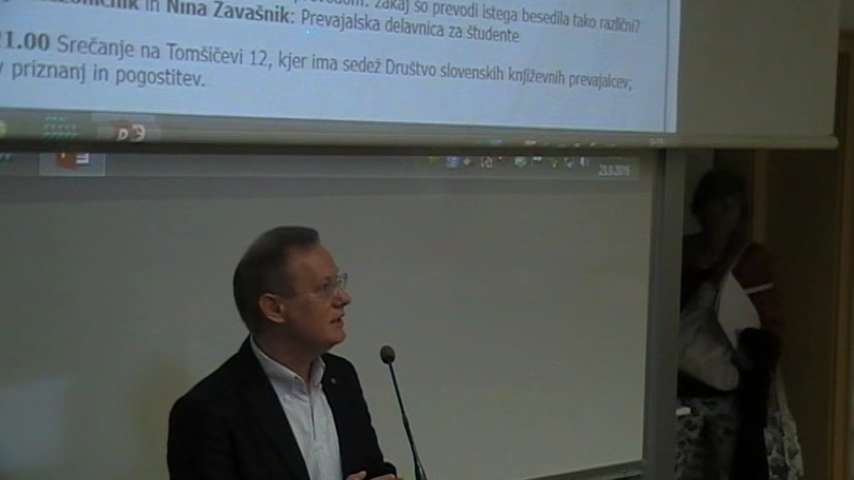 in Nina Zavašnik: Prevajalska delavnica za študente
zakaj so prevodi istega besedila tako različni?
1.00 Srečanje na Tomšičevi 12, kjer ima sedež Društvo slovenskih književnih prevajalcev,
v priznanj in pogostitev.